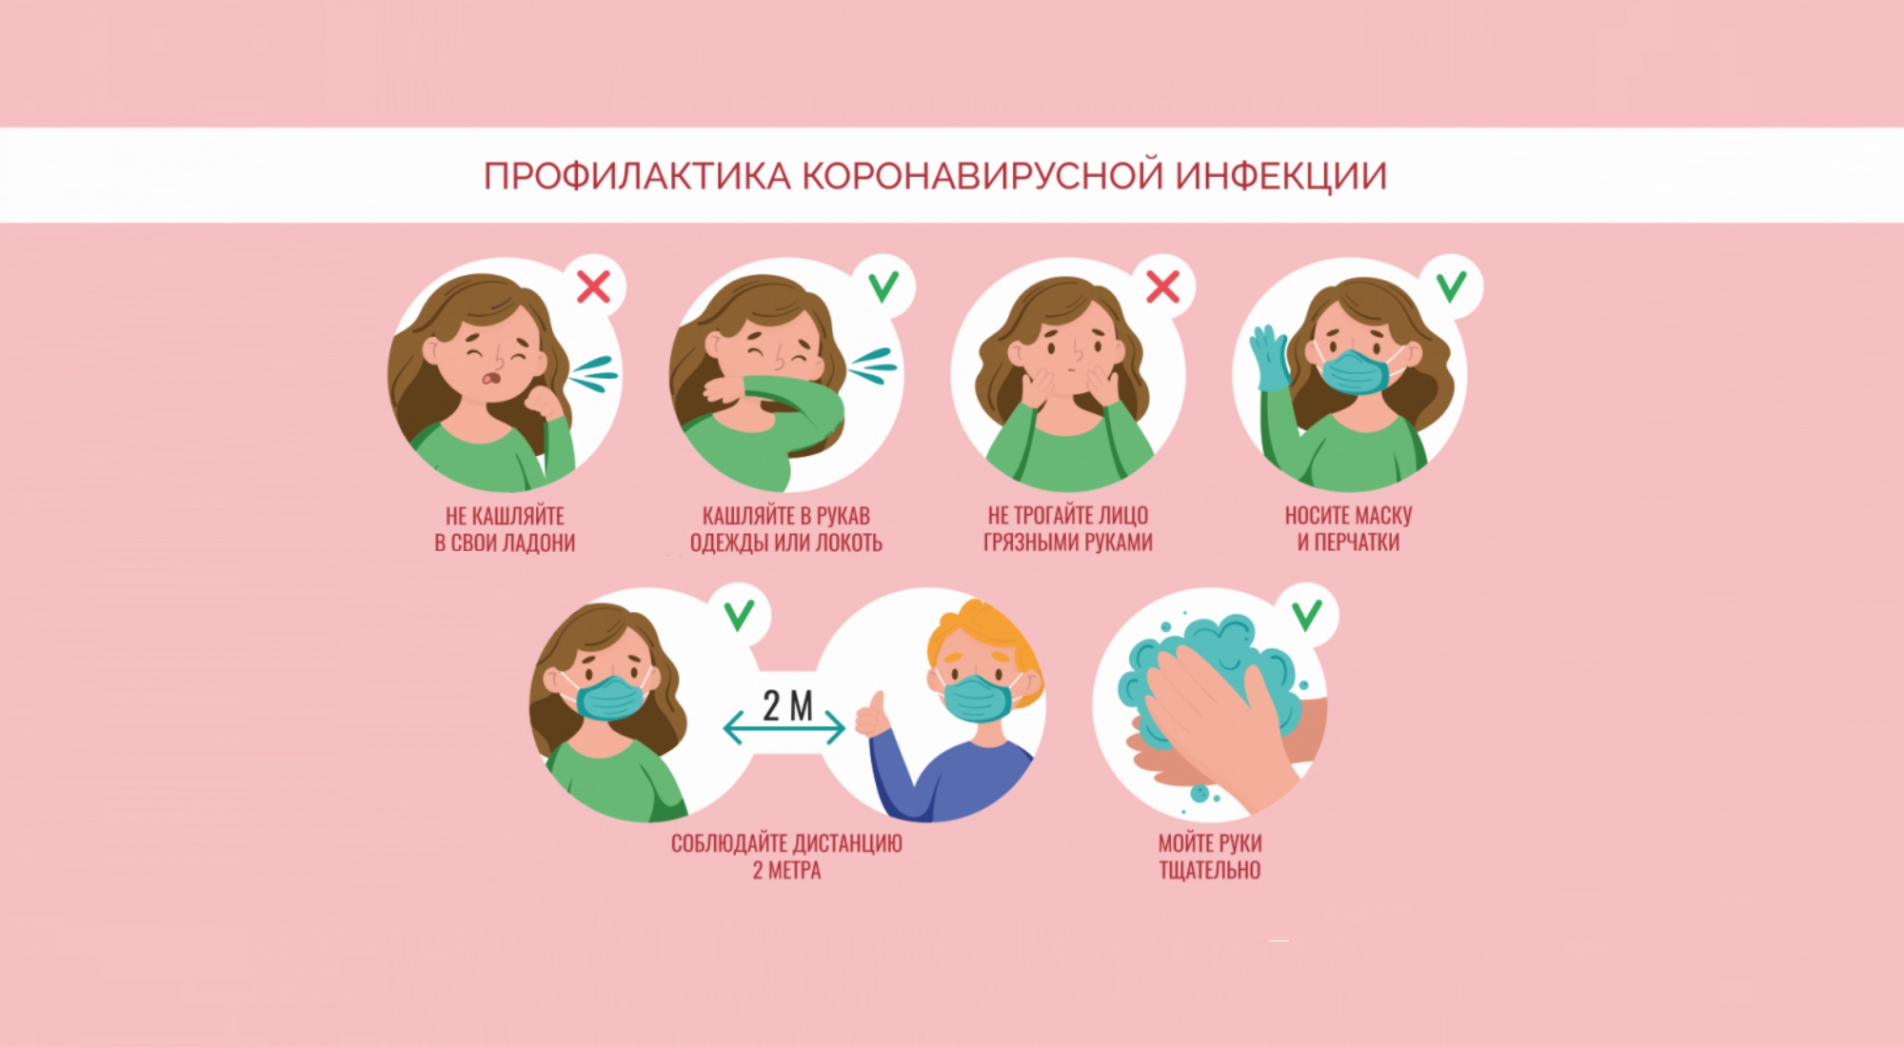 ПРОФИЛАКТИКА КОРОНАВИРУСНОЙ ИНФЕКЦИИ
НЕ КАШЛЯЙТЕ
В СВОИ ЛАДОНИ
КАШЛЯЙТЕ В РУКАВ
ОДЕЖДЫ ИЛИ ЛОКОТЬ
НЕ ТРОГАЙТЕ ЛИЦО
ГРЯЗНЫМИ РУКАМИ
НОСИТЕ МАСКУ
И ПЕРЧАТКИ
2 М
СОБЛЮДАЙТЕ ДИСТАНЦИЮ
2 МЕТРА
МОЙТЕ РУКИ
ТЩАТЕЛЬНО